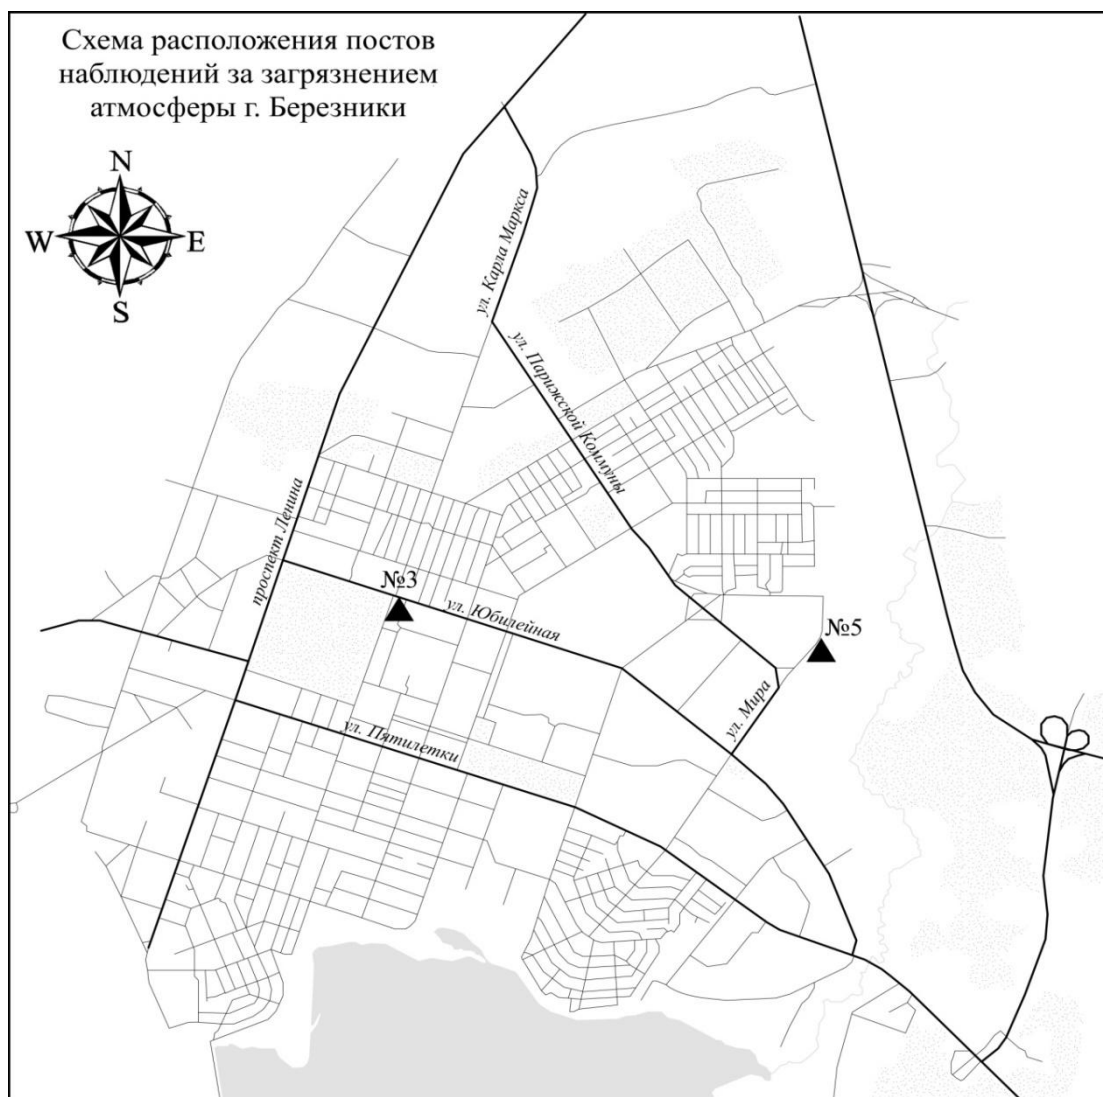 Схема расположения постов
наблюдений за загрязнением
атмосферы г. Березники
N
W
E
S
ул. Карла Маркса
ул. Парижской Коммуны
проспект Ленина
№3
ул. Юбилейная
№5
ул. Мира
ул. Пятилетки